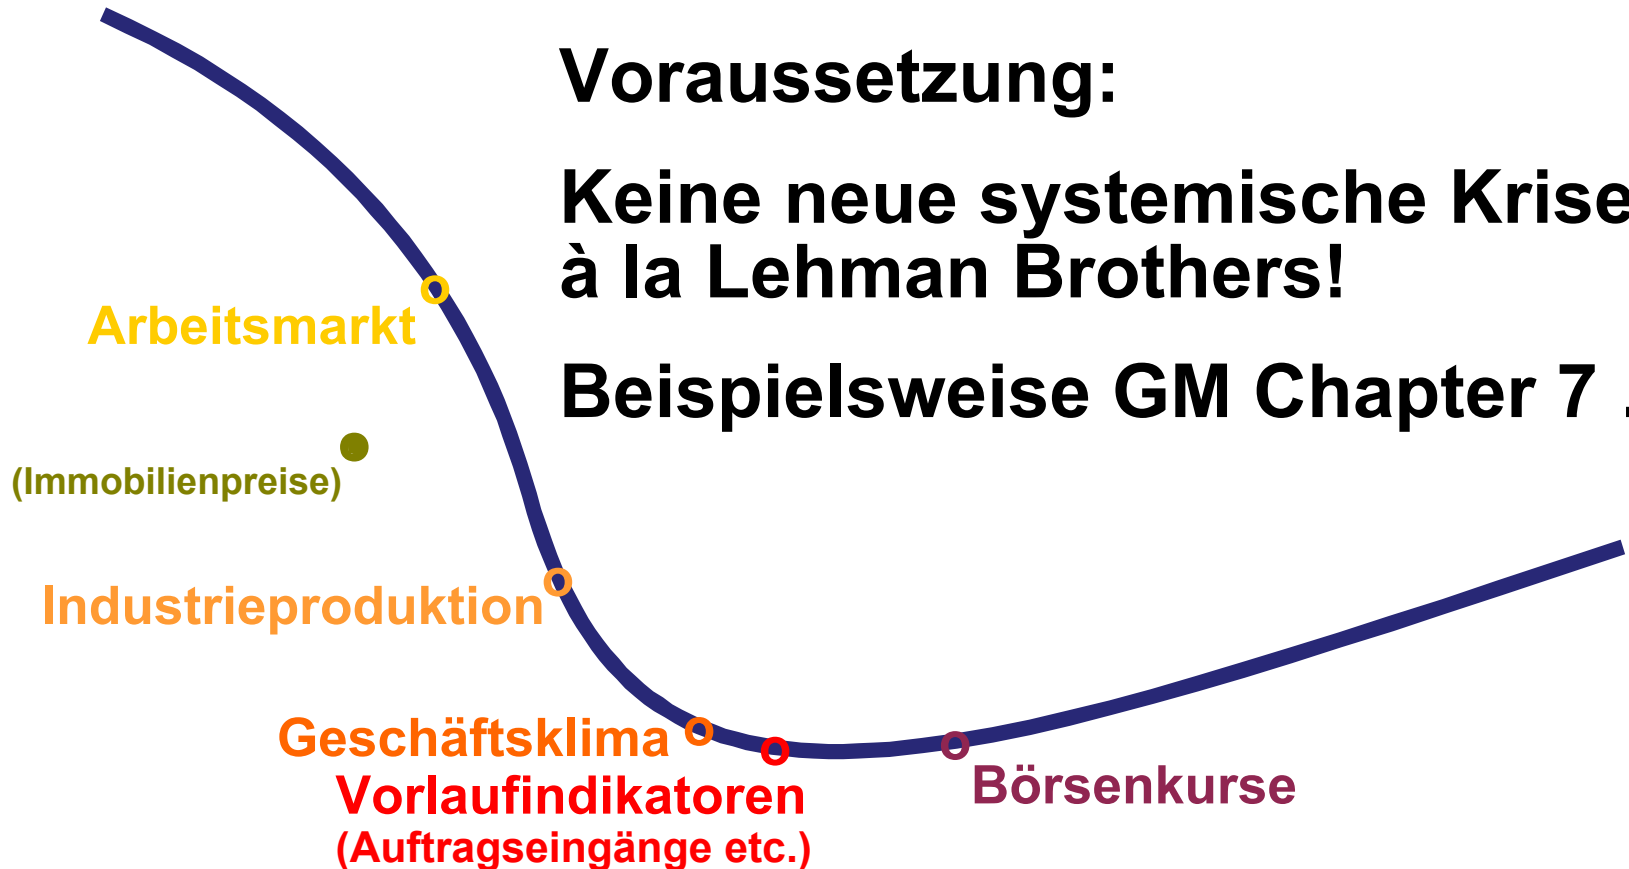 Voraussetzung:
Keine neue systemische Krise
à la Lehman Brothers!
Beispielsweise GM Chapter 7 .
Arbeitsmarkt
(Immobilienpreise)
Industrieproduktion
Geschäftsklima
Vorlaufindikatoren
(Auftragseingänge etc.)
Börsenkurse